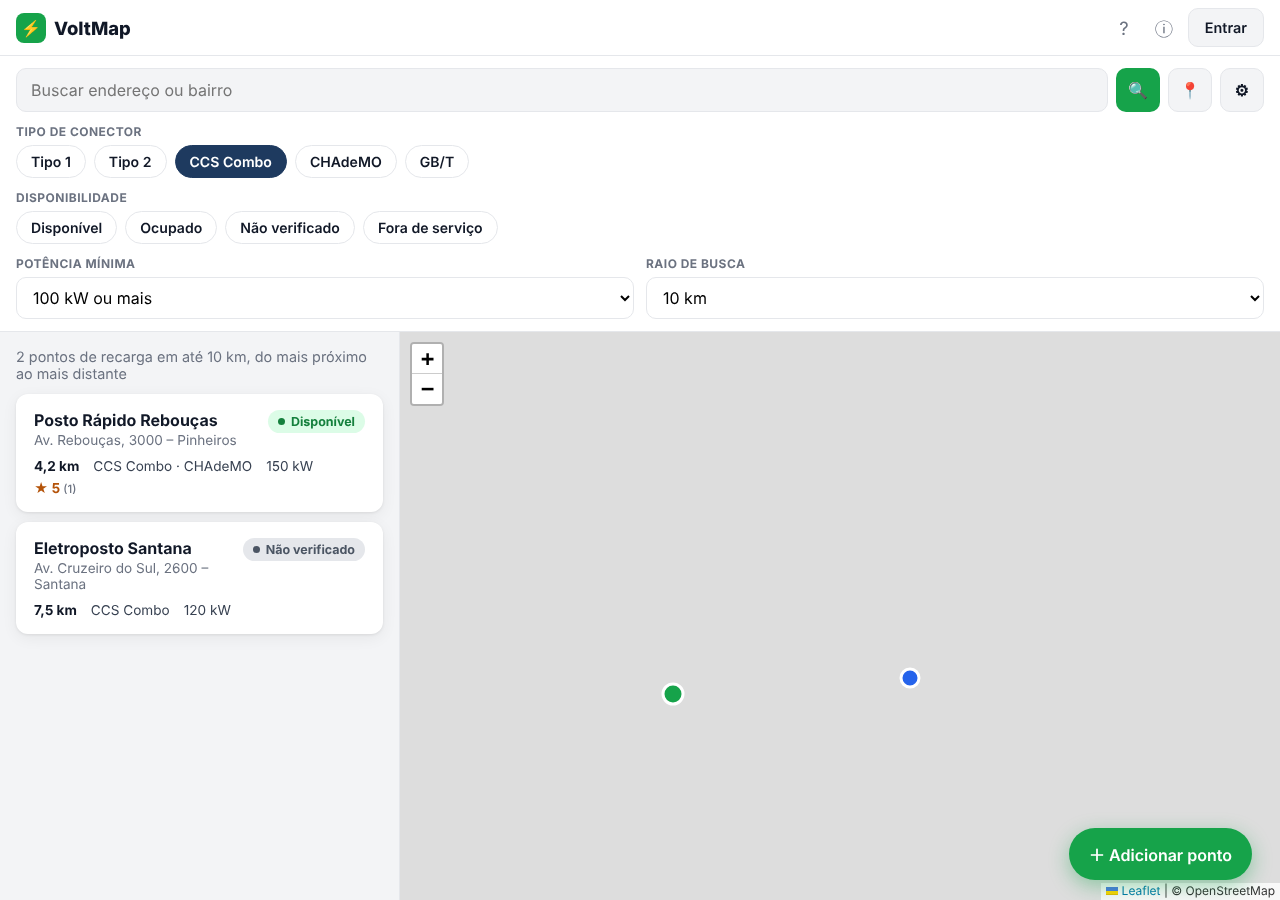 ⚡ VoltMap
? ⓘ Entrar
Buscar endereço ou bairro
TIPO DE CONECTOR
Tipo 1 Tipo 2 CCS Combo CHAdeMO GB/T
DISPONIBILIDADE
Disponível Ocupado Não verificado Fora de serviço
POTÊNCIA MÍNIMA RAIO DE BUSCA
100 kW ou mais 10 km
2 pontos de recarga em até 10 km, do mais próximo
ao mais distante
+
−
Posto Rápido Rebouças ● Disponível
Av. Rebouças, 3000 – Pinheiros
4,2 km CCS Combo · CHAdeMO 150 kW
★ 5 (1)
Eletroposto Santana ● Não verificado
Av. Cruzeiro do Sul, 2600 –
Santana
7,5 km CCS Combo 120 kW
+ Adicionar ponto
Leaflet | © OpenStreetMap